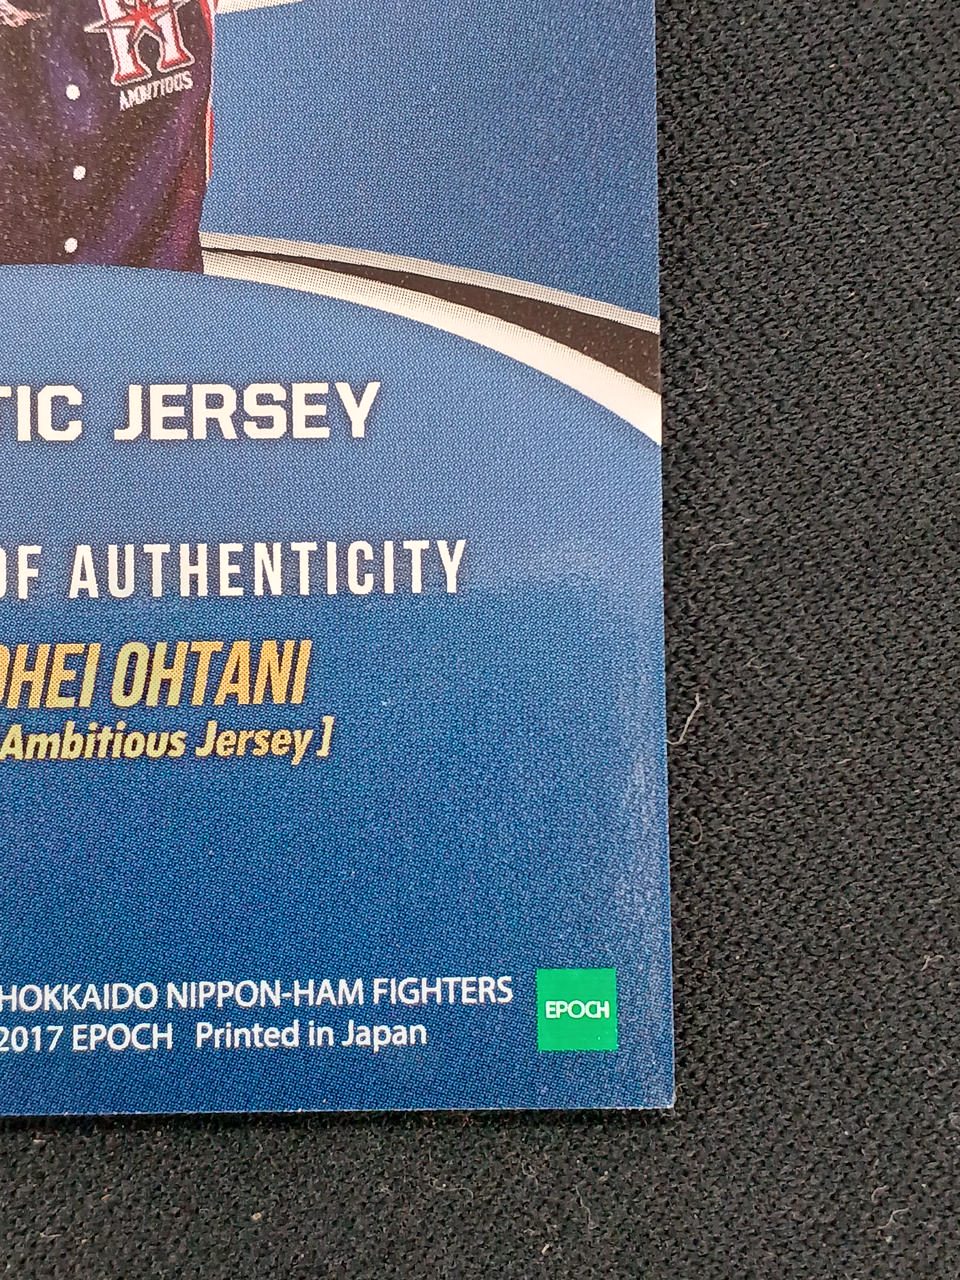 H
AMBITIOUS
TIC JERSEY
OF AUTHENTICITY
OHEI OHTANI
Ambitious Jersey]
HOKKAIDO NIPPON-HAM FIGHTERS
2017 EPOCH Printed in Japan
EPOCH